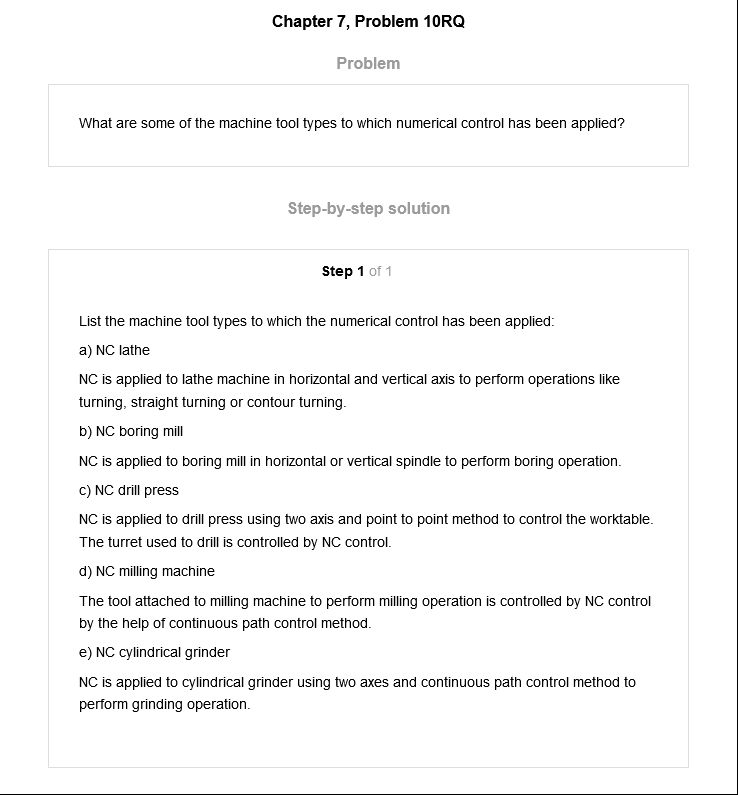 Chapter 7, Problem 10RQ
Problem
What are some of the machine tool types to which numerical control has been applied?
Step-by-step solution
Step 1 of 1
List the machine tool types to which the numerical control has been applied:
a) NC lathe
NC is applied to lathe machine in horizontal and vertical axis to perform operations like
turning, straight turning or contour turning.
b) NC boring mill
NC is applied to boring mill in horizontal or vertical spindle to perform boring operation.
c) NC drill press
NC is applied to drill press using two axis and point to point method to control the worktable.
The turret used to drill is controlled by NC control.
d) NC milling machine
The tool attached to milling machine to perform milling operation is controlled by NC control
by the help of continuous path control method.
e) NC cylindrical grinder
NC is applied to cylindrical grinder using two axes and continuous path control method to
perform grinding operation.